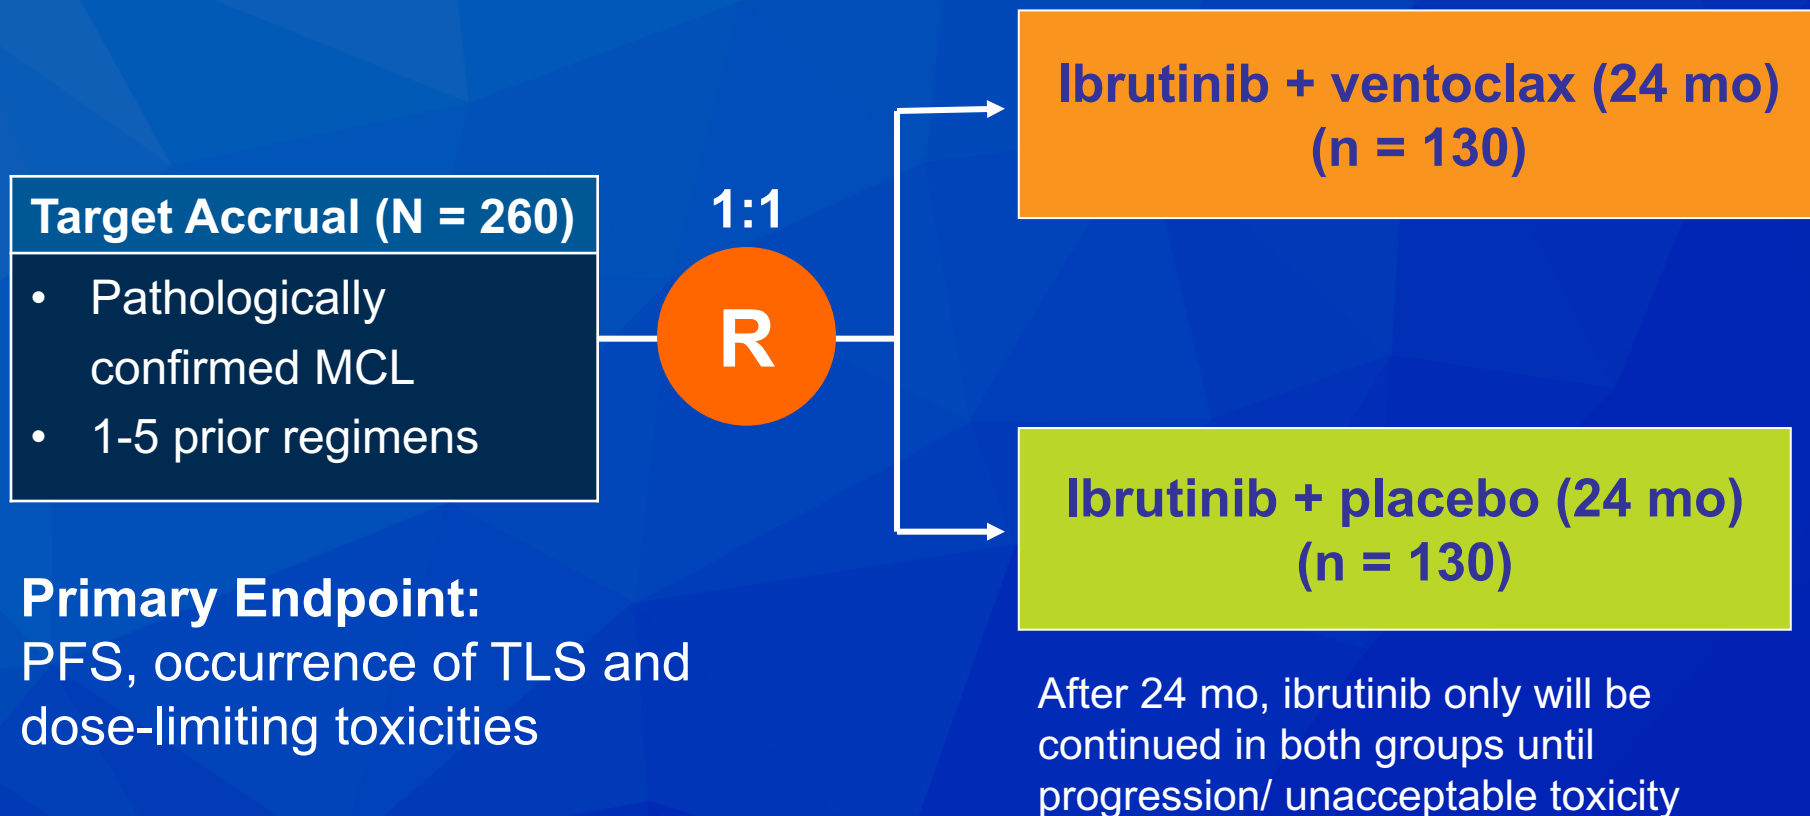 Target Accrual (N = 260)
• Pathologically
confirmed MCL
• 1-5 prior regimens
1:1
R
Ibrutinib + ventoclax (24 mo)
(n = 130)
Ibrutinib + placebo (24 mo)
(n = 130)
Primary Endpoint:
PFS, occurrence of TLS and
dose-limiting toxicities
After 24 mo, ibrutinib only will be
continued in both groups until
progression/ unacceptable toxicity